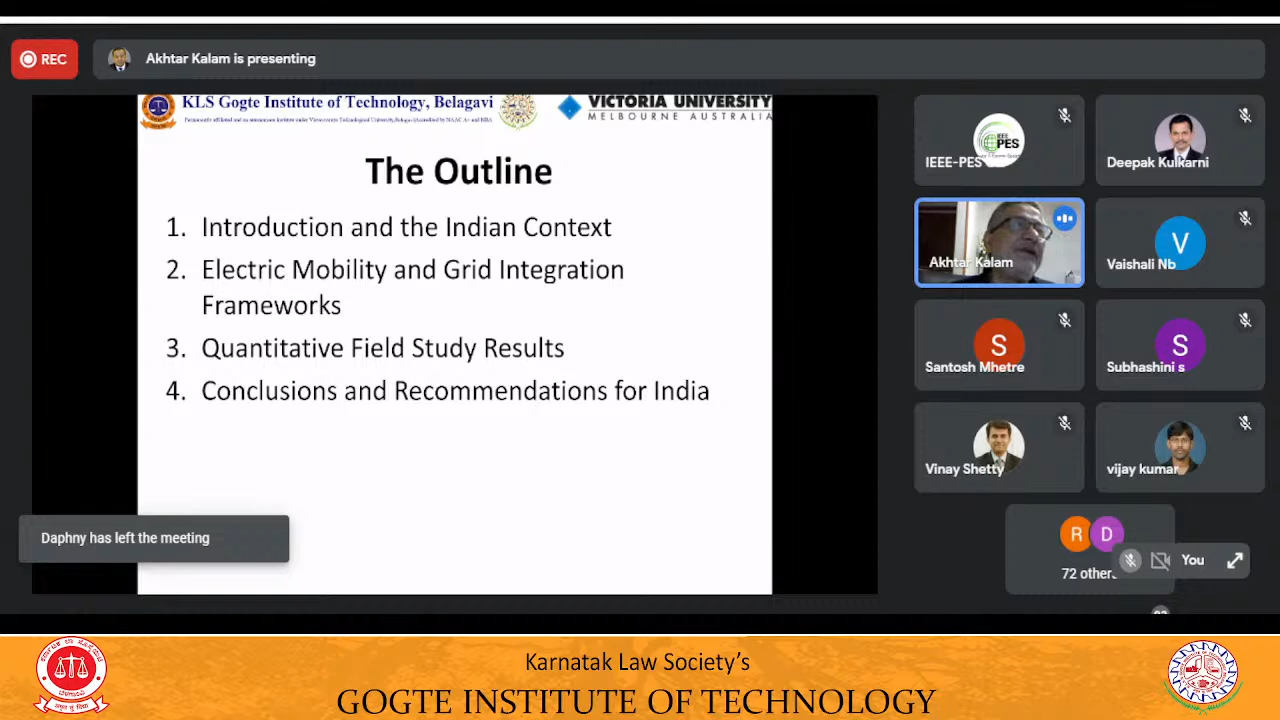 REC
Akhtar Kalam is presenting
KLS Gogte Institute of Technology, Belagavi
VICTORIA UNIVERSITY
MELBOURNE AUSTRALIA
The Outline
1. Introduction and the Indian Context
2. Electric Mobility and Grid Integration
Frameworks
3. Quantitative Field Study Results
4. Conclusions and Recommendations for India
Daphny has left the meeting
IEEE PES
IEEE-PES
Deepak Kulkarni
Akhtar Kalam
V
Vaishali Nb
S
Santosh Mhetre
S
Subhashini s
Vinay Shetty
vijay kumar
R D
72 others
You
Karnatak Law Society's
GOGTE INSTITUTE OF TECHNOLOGY